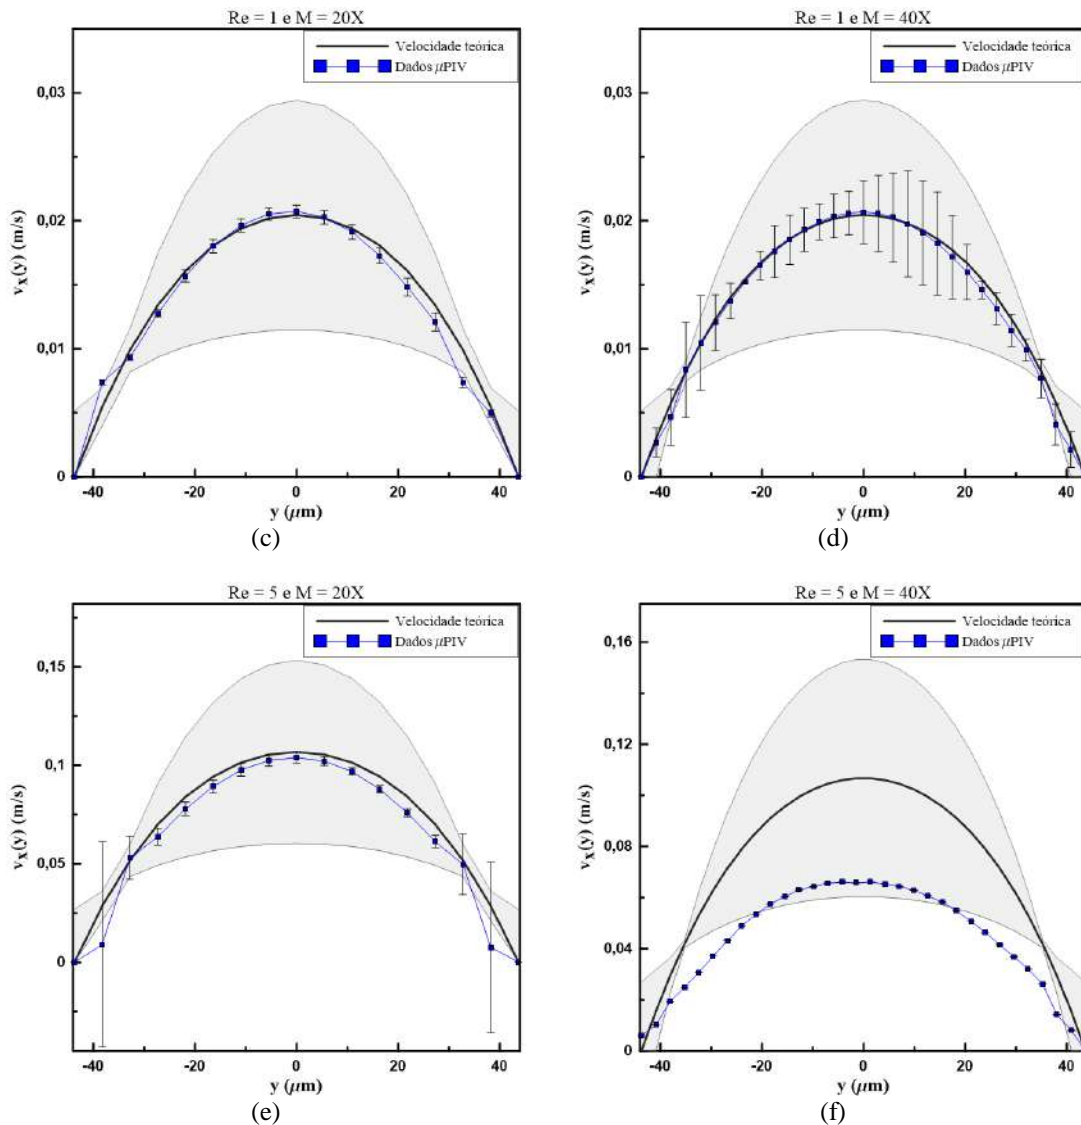 Re = 1 e M = 20X
Velocidade teórica
Dados μPIV
0,03
0,02
0,01
0
v_x(y) (m/s)
-40 -20 0 20 40
y (μm)
(c)
Re = 1 e M = 40X
Velocidade teórica
Dados μPIV
0,03
0,02
0,01
0
v_x(y) (m/s)
-40 -20 0 20 40
y (μm)
(d)
Re = 5 e M = 20X
Velocidade teórica
Dados μPIV
0,15
0,1
0,05
0
v_x(y) (m/s)
-40 -20 0 20 40
y (μm)
(e)
Re = 5 e M = 40X
Velocidade teórica
Dados μPIV
0,16
0,12
0,08
0,04
0
v_x(y) (m/s)
-40 -20 0 20 40
y (μm)
(f)